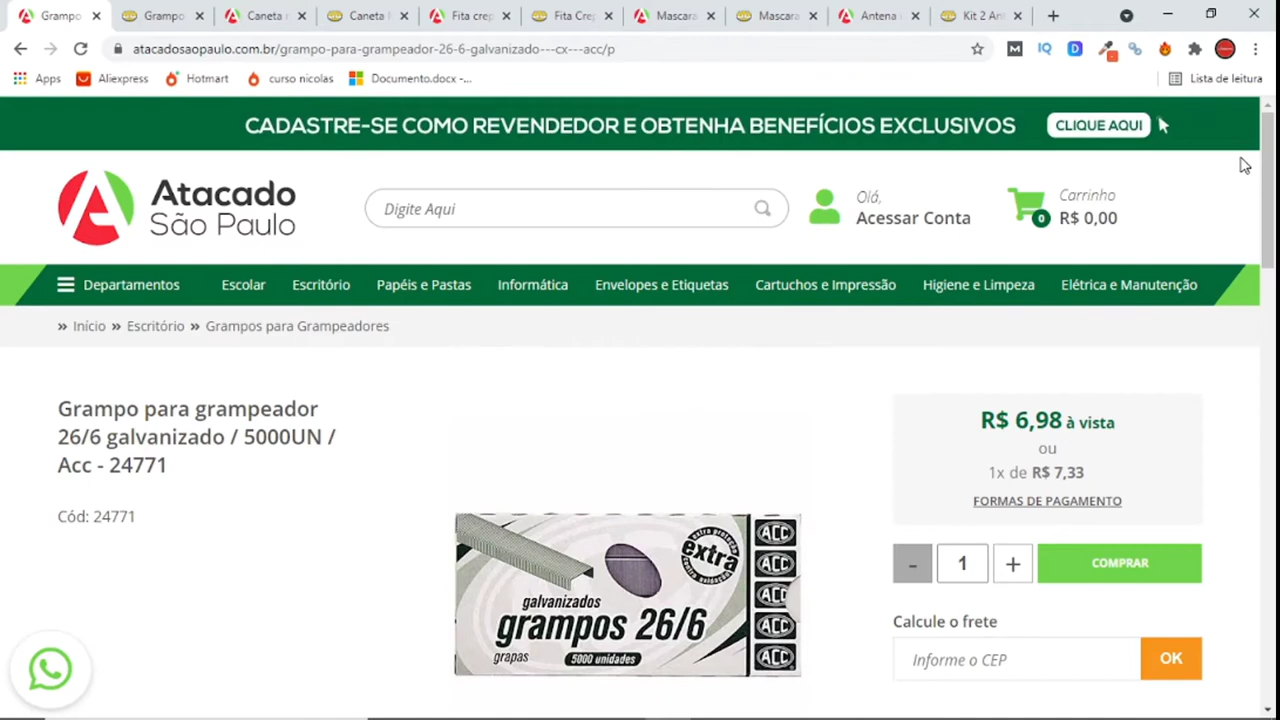 Grampo
Grampo
Caneta
Caneta
Fita crep
Fita Crep
Mascara
Mascara
Antena
Kit 2 An
atacadosaopaulo.com.br/grampo-para-grampeador-26-6-galvanizado---cx---acc/p
Apps
Aliexpress
Hotmart
curso nicolas
Documento.docx -...
Lista de leitura
CADASTRE-SE COMO REVENDEDOR E OBTENHA BENEFÍCIOS EXCLUSIVOS
CLIQUE AQUI
Atacado
São Paulo
Digite Aqui
Olá,
Acessar Conta
0
Carrinho
R$ 0,00
Departamentos
Escolar
Escritório
Papéis e Pastas
Informática
Envelopes e Etiquetas
Cartuchos e Impressão
Higiene e Limpeza
Elétrica e Manutenção
» Início » Escritório » Grampos para Grampeadores
Grampo para grampeador
26/6 galvanizado / 5000UN /
Acc - 24771
Cód: 24771
extra
galvanizados
grampos 26/6
grapas
5000 unidades
ACC
ACC
ACC
ACC
ACC
R$ 6,98 à vista
ou
1x de R$ 7,33
FORMAS DE PAGAMENTO
-
1
+
COMPRAR
Calcule o frete
Informe o CEP
OK